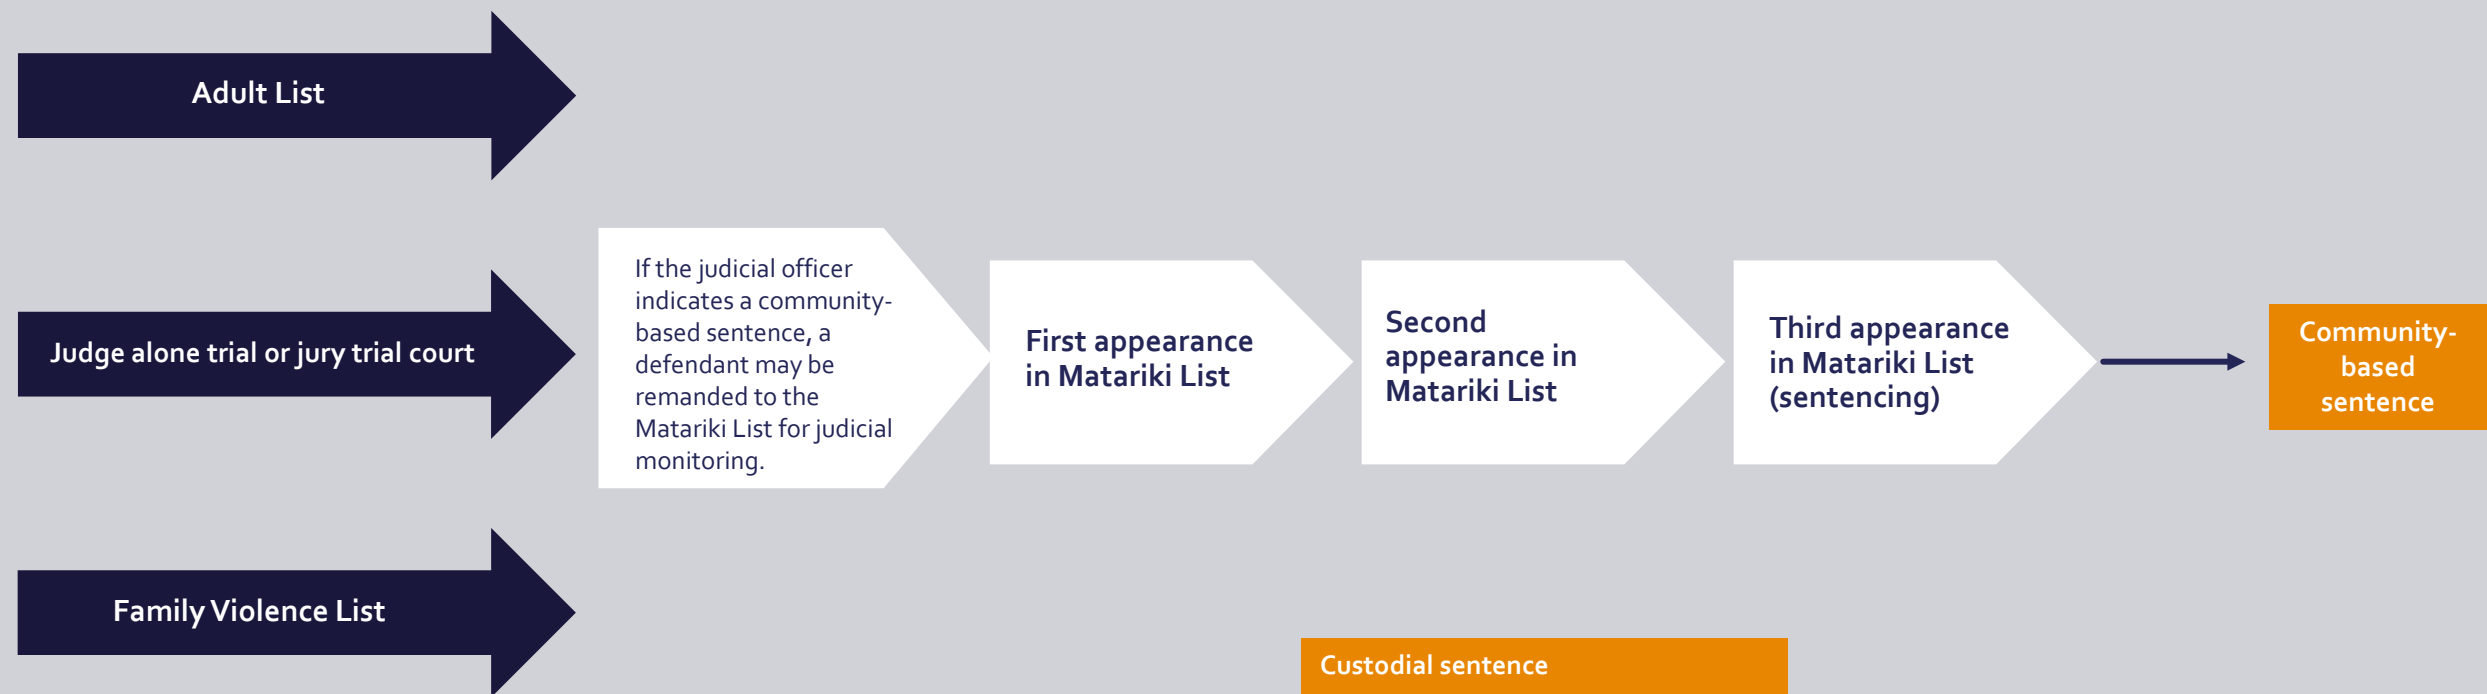 Adult List
Judge alone trial or jury trial court
Family Violence List
If the judicial officer
indicates a community-
based sentence, a
defendant may be
remanded to the
Matariki List for judicial
monitoring.
First appearance
in Matariki List
Second
appearance in
Matariki List
Third appearance
in Matariki List
(sentencing)
Community-
based
sentence
Custodial sentence